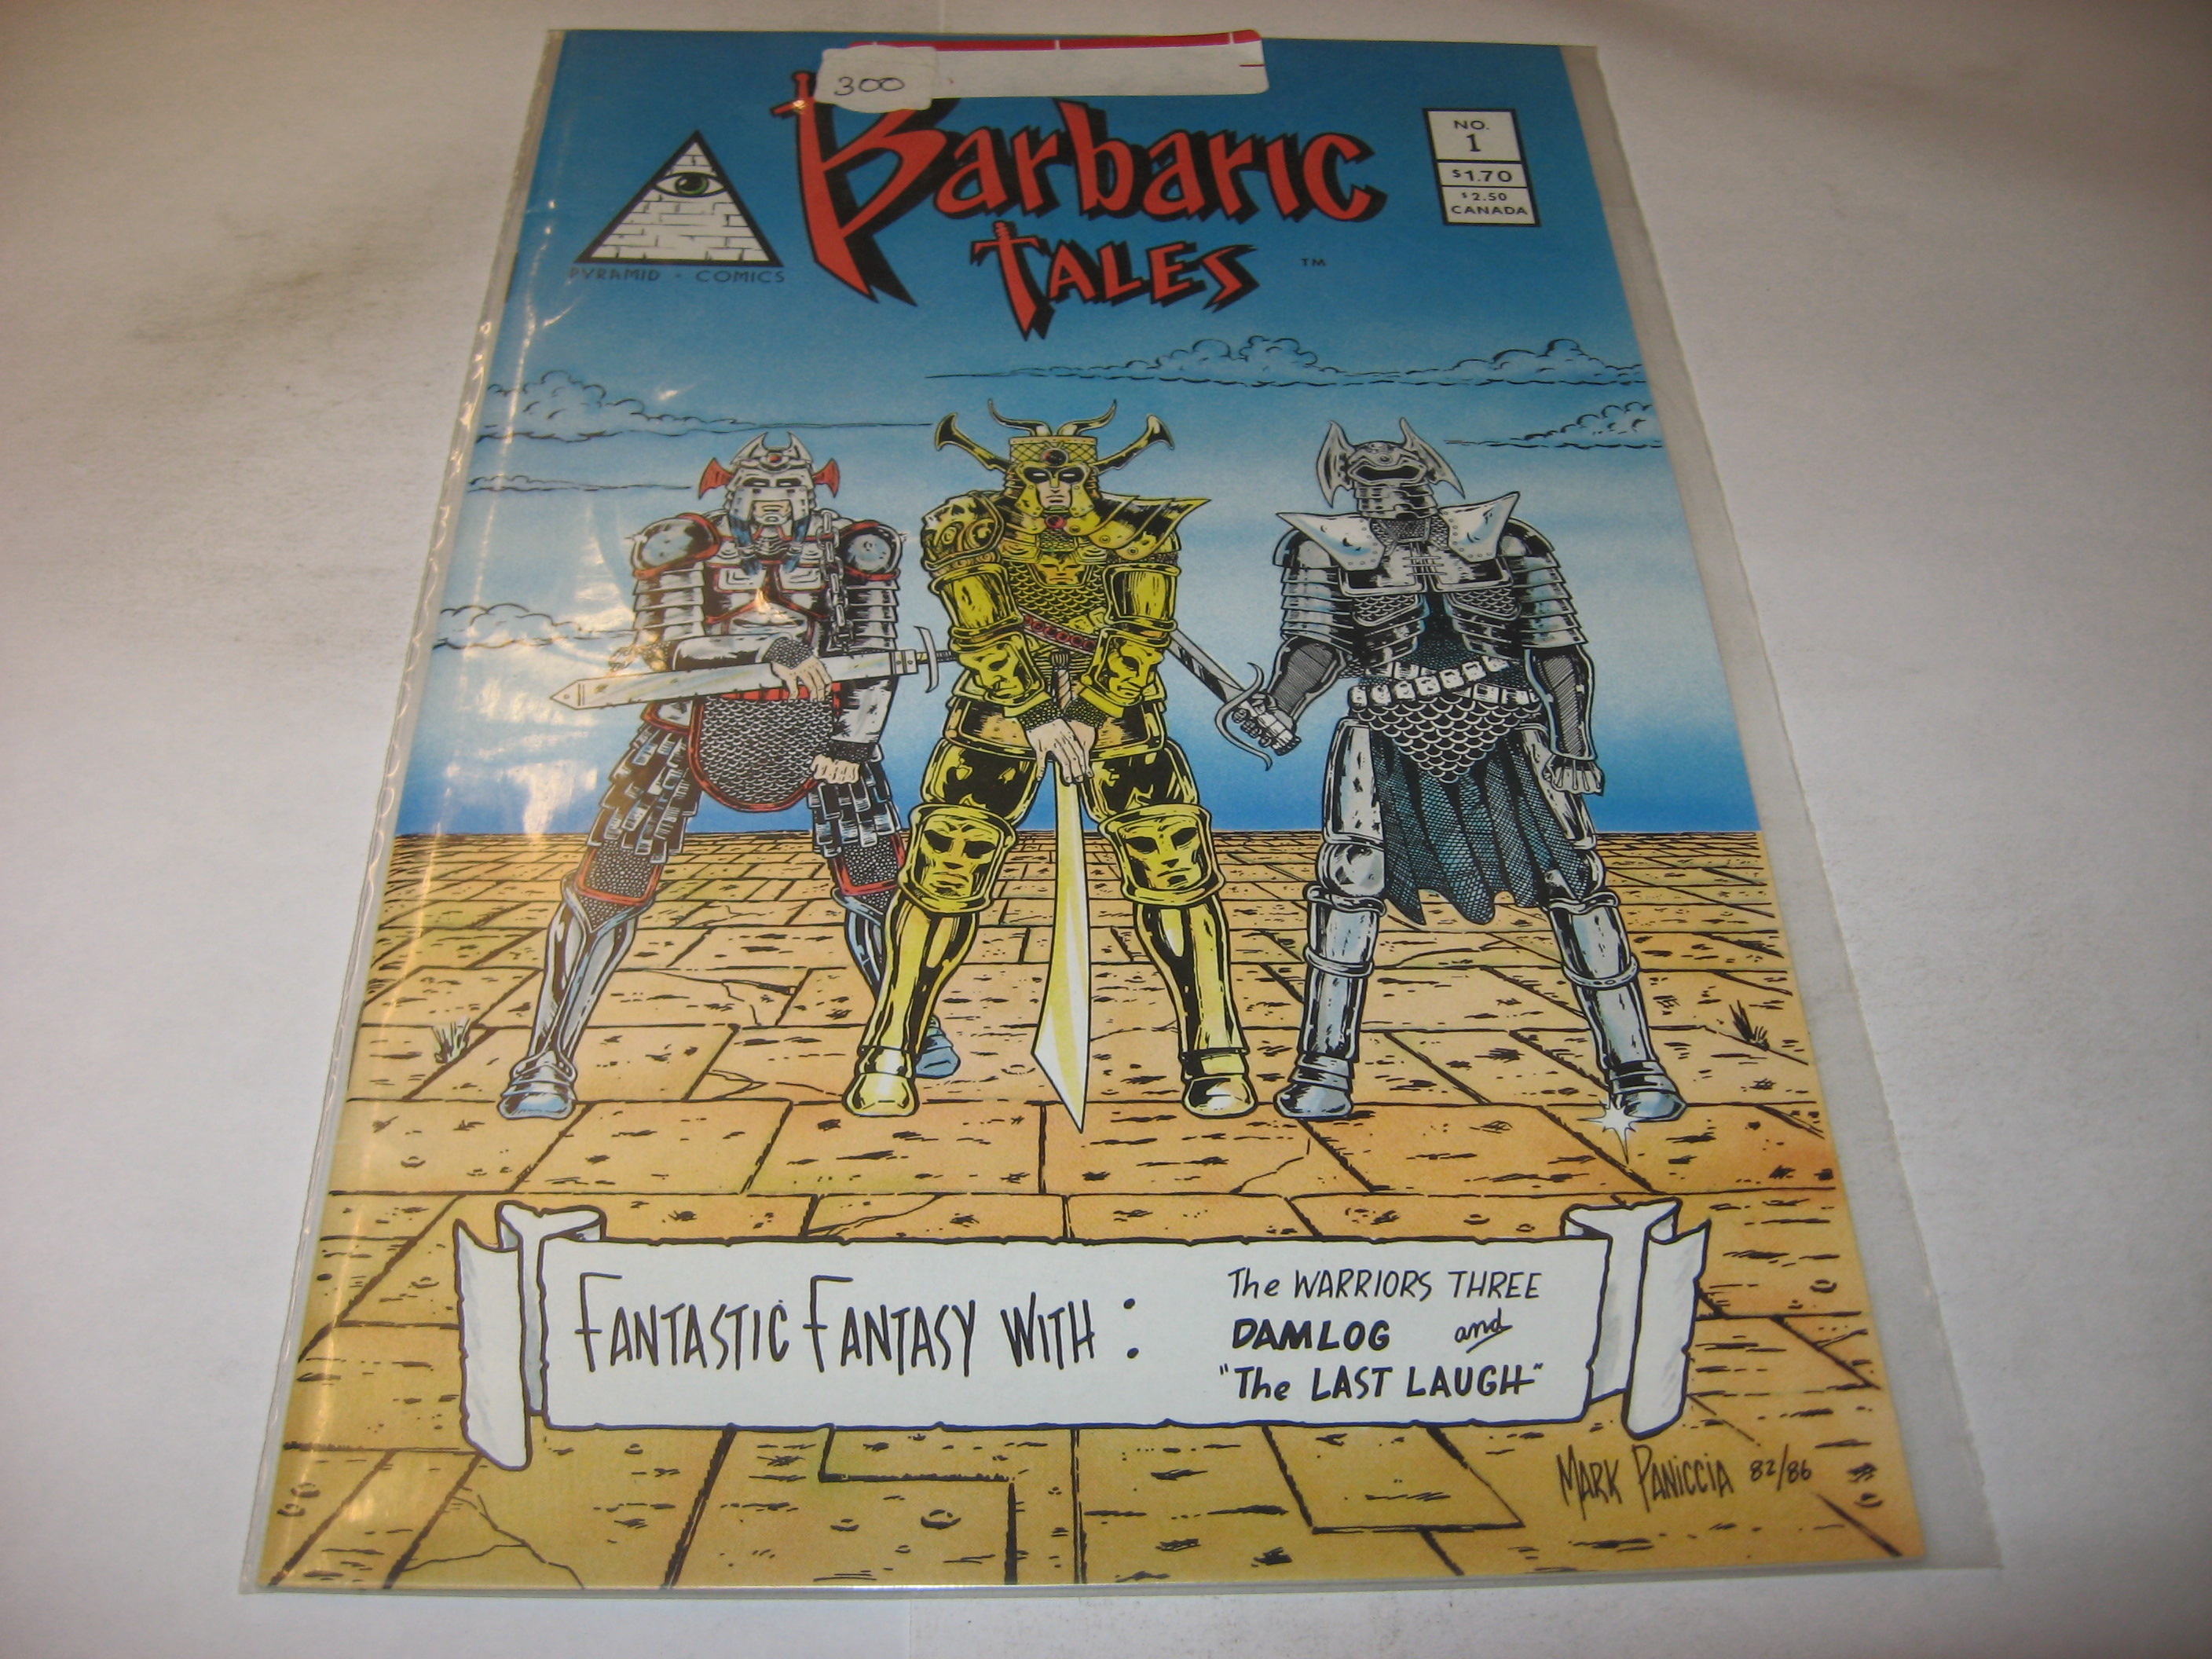 300
Barbaric
TALES
TM
PYRAMID • COMICS
NO.
1
$1.70
$2.50
CANADA
FANTASTIC FANTASY WITH :
The WARRIORS THREE
DAMLOG and
"The LAST LAUGH"
MARK PANICCIA 82/86